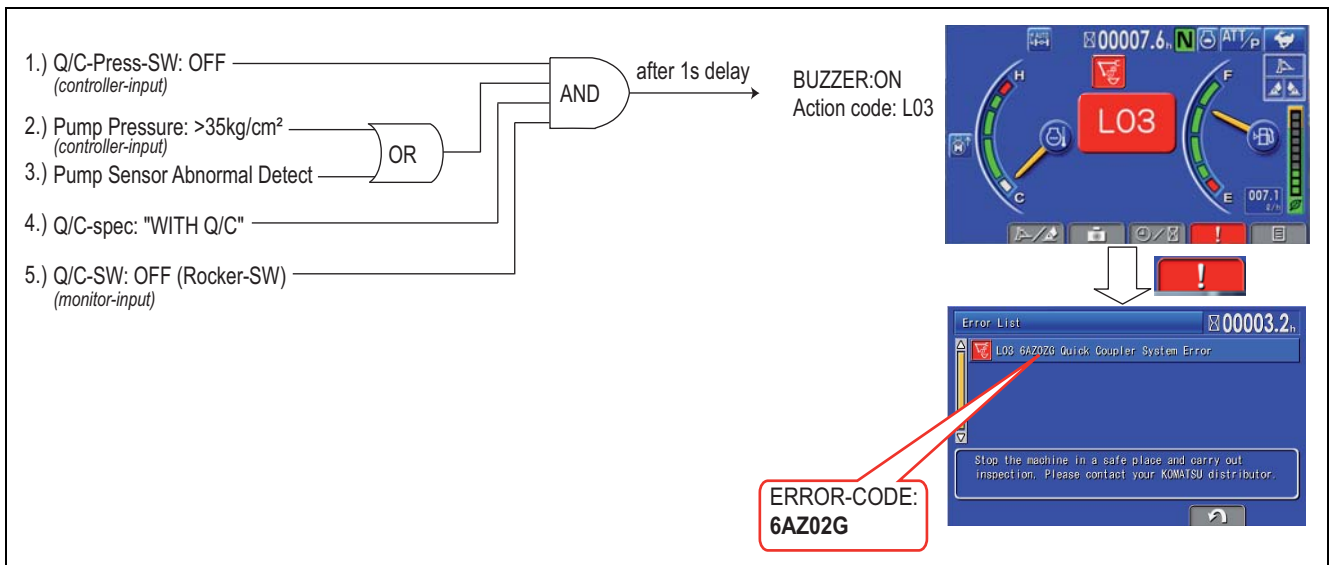 1.) Q/C-Press-SW: OFF
(controller-input)
2.) Pump Pressure: >35kg/cm²
(controller-input)
3.) Pump Sensor Abnormal Detect
4.) Q/C-spec: "WITH Q/C"
5.) Q/C-SW: OFF (Rocker-SW)
(monitor-input)
OR
AND
after 1s delay
BUZZER:ON
Action code: L03
AUTO
00007.6h N ATT/P
H
F
L03
C
E
007.1
ℓ/h
!
!
Error List
00003.2h
L03 6AZ02G Quick Coupler System Error
Stop the machine in a safe place and carry out
inspection. Please contact your KOMATSU distributor.
ERROR-CODE:
6AZ02G